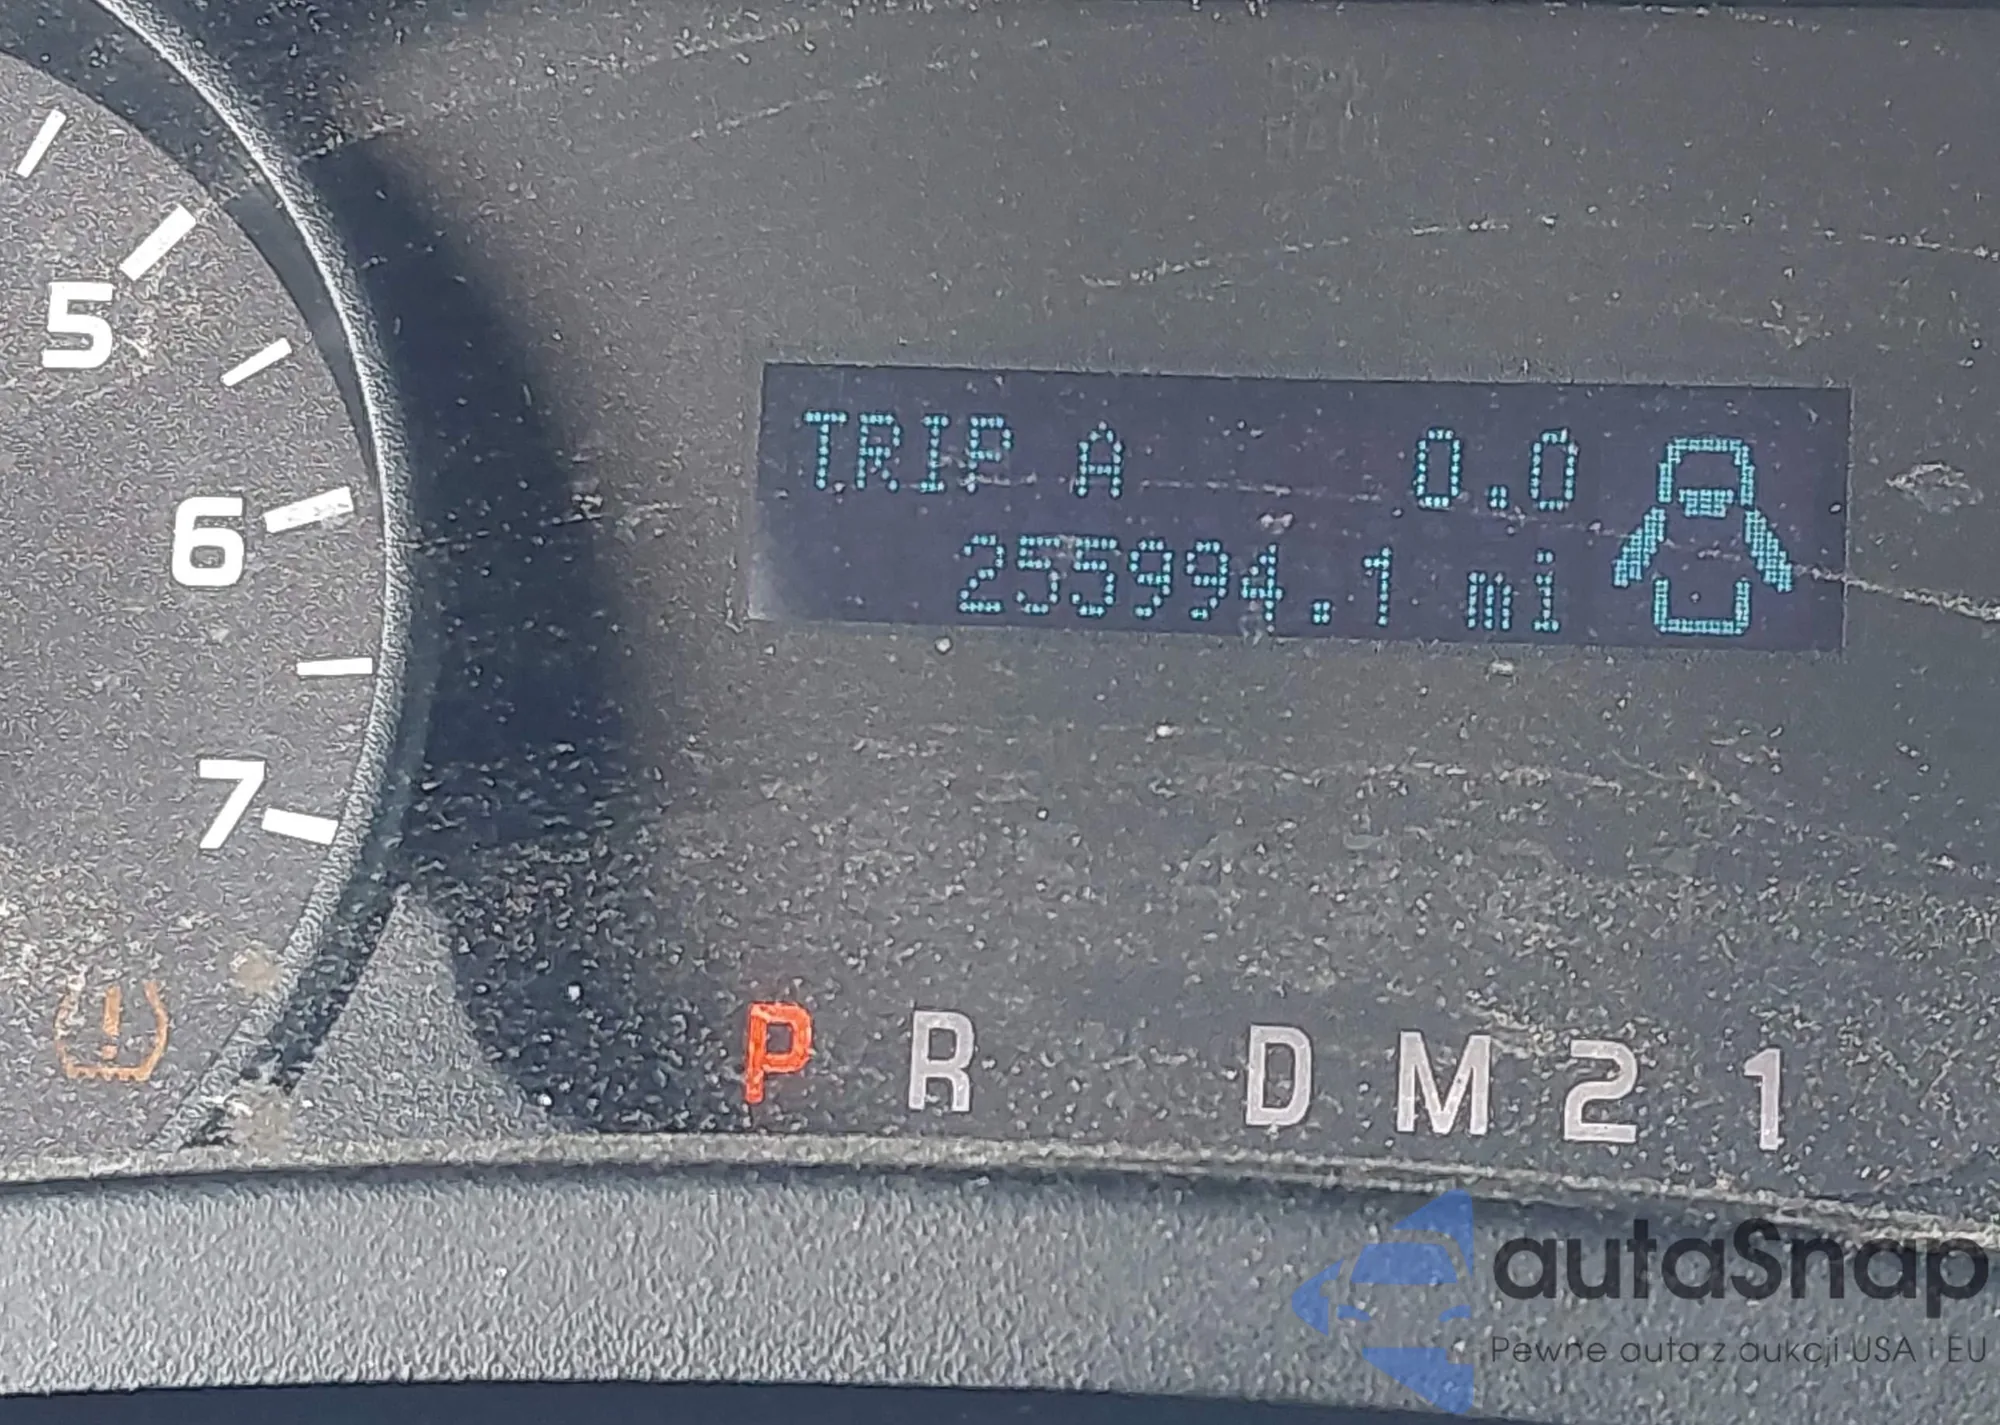 5
6
7
TRIP A 0.0
255994.1 mi
P R D M 2 1
autaSnap
Pewne auta z aukcji USA i EU